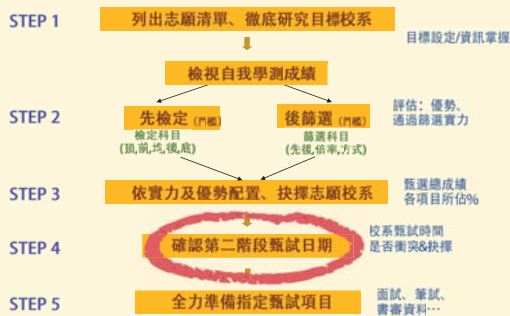 STEP 1
列出志願清單、徹底研究目標校系
目標設定/資訊掌握
檢視自我學測成績
STEP 2
先檢定(門檻)
檢定科目
(頂,前,均,後,底)
後篩選(門檻)
篩選科目
(先後,倍率,方式)
評估：優勢、
通過篩選實力
STEP 3
依實力及優勢配置、抉擇志願校系
甄選總成績
各項目所佔%
STEP 4
確認第二階段甄試日期
校系甄試時間
是否衝突&抉擇
STEP 5
全力準備指定甄試項目
面試、筆試、
書審資料…